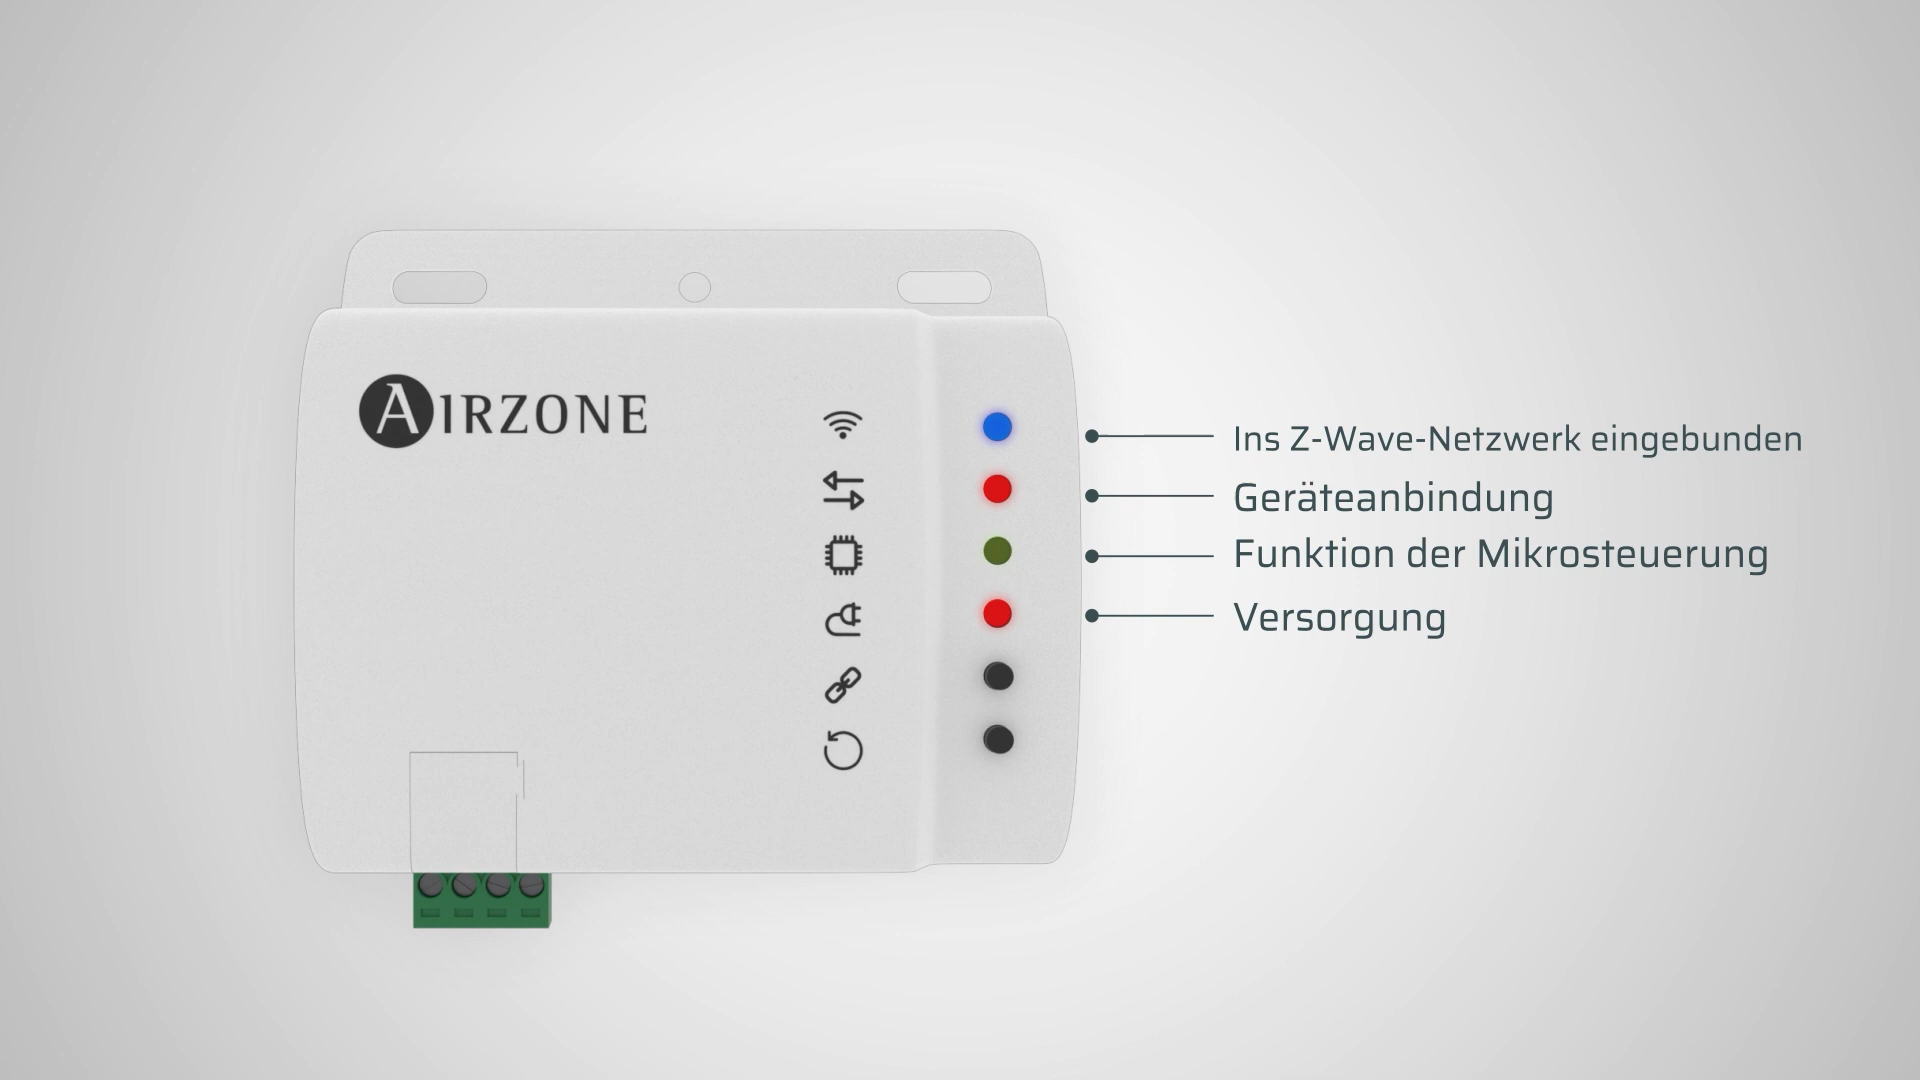 AIRZONE
Ins Z-Wave-Netzwerk eingebunden
Geräteanbindung
Funktion der Mikrosteuerung
Versorgung